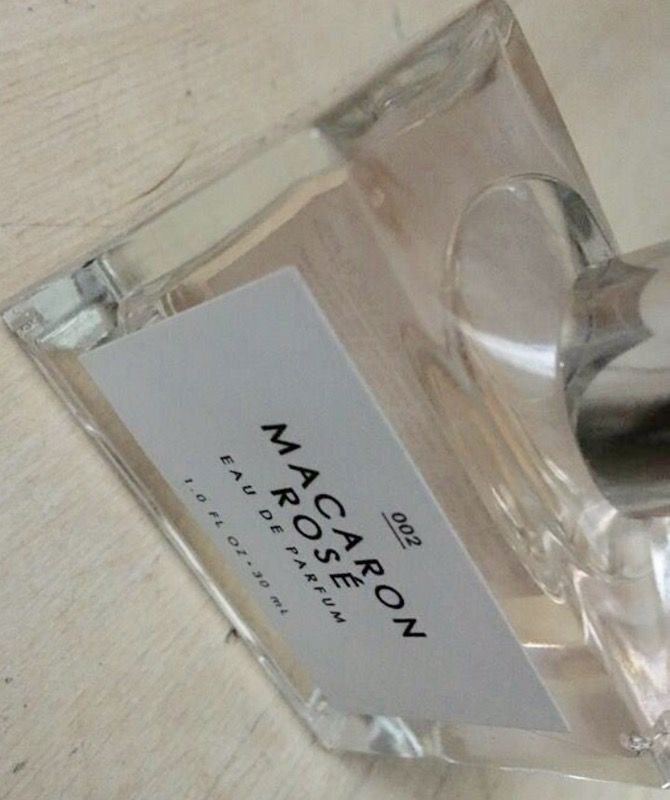 002
MACARON
ROSÉ
EAU DE PARFUM
1.0 FL OZ • 30 mL